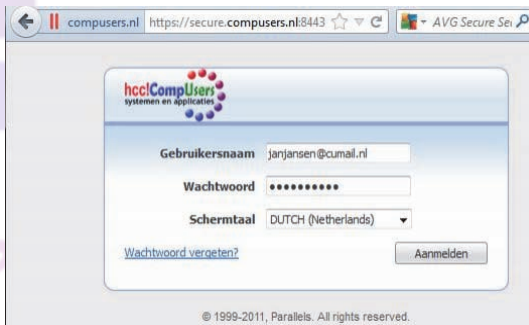 compusers.nl https://secure.compusers.nl:8443 AVG Secure Se
hcc!CompUsers
systemen en applicaties
Gebruikersnaam janjansen@cumail.nl
Wachtwoord ••••••••••
Schermtaal DUTCH (Netherlands)
Wachtwoord vergeten? Aanmelden
© 1999-2011, Parallels. All rights reserved.